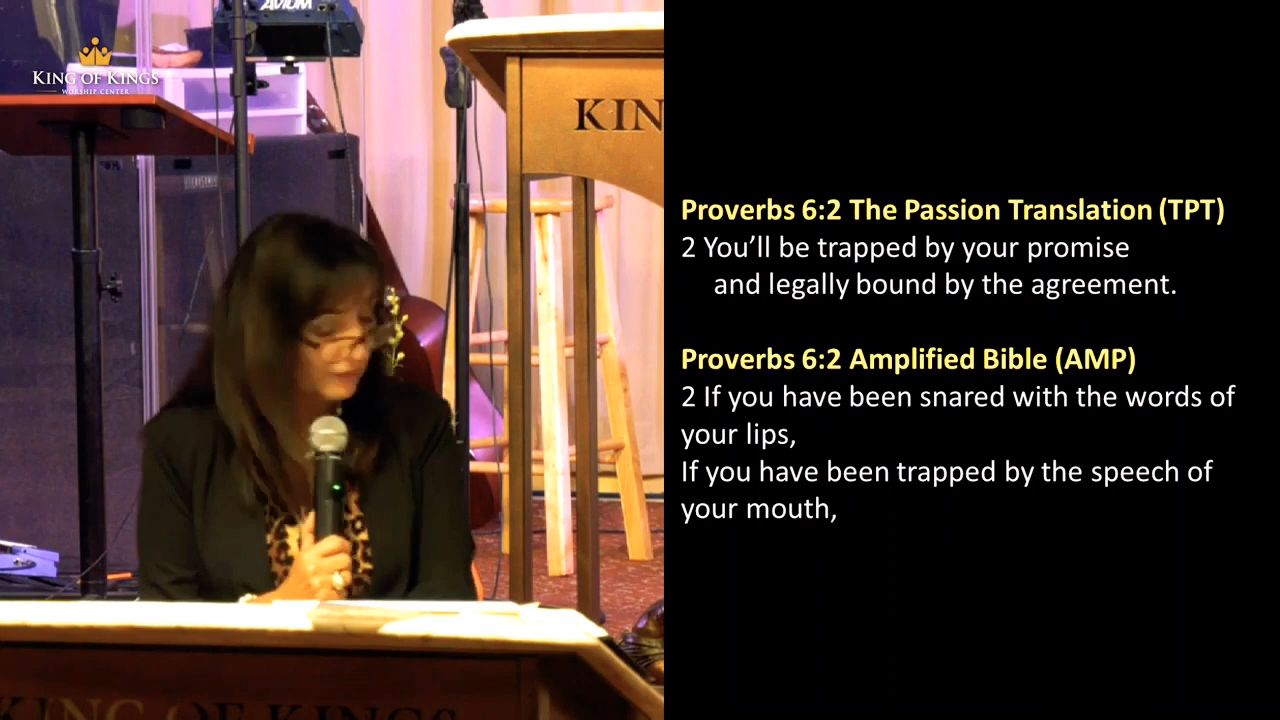 AVIOM
KING OF KINGS
WORSHIP CENTER
KIN
Proverbs 6:2 The Passion Translation (TPT)
2 You’ll be trapped by your promise
and legally bound by the agreement.
Proverbs 6:2 Amplified Bible (AMP)
2 If you have been snared with the words of
your lips,
If you have been trapped by the speech of
your mouth,
KING OF KINGS